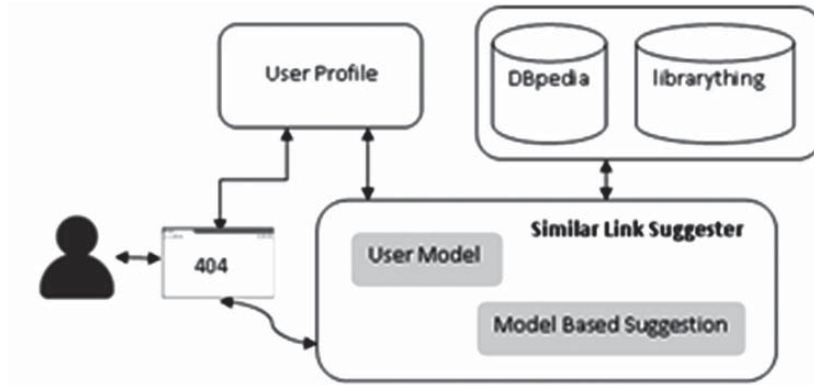 User Profile
DBpedia
librarything
404
Similar Link Suggester
User Model
Model Based Suggestion